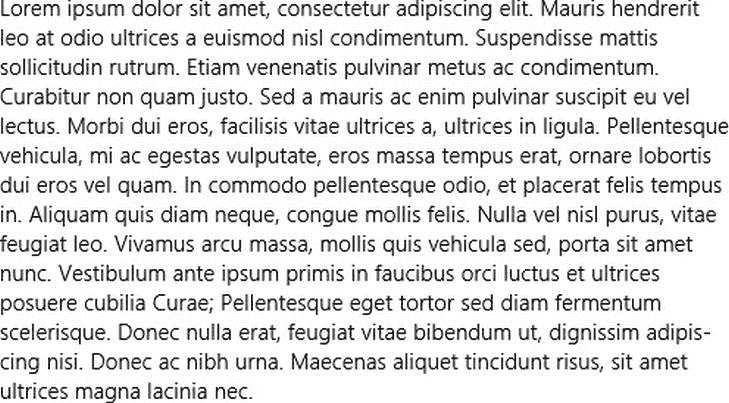 Lorem ipsum dolor sit amet, consectetur adipiscing elit. Mauris hendrerit
leo at odio ultrices a euismod nisl condimentum. Suspendisse mattis
sollicitudin rutrum. Etiam venenatis pulvinar metus ac condimentum.
Curabitur non quam justo. Sed a mauris ac enim pulvinar suscipit eu vel
lectus. Morbi dui eros, facilisis vitae ultrices a, ultrices in ligula. Pellentesque
vehicula, mi ac egestas vulputate, eros massa tempus erat, ornare lobortis
dui eros vel quam. In commodo pellentesque odio, et placerat felis tempus
in. Aliquam quis diam neque, congue mollis felis. Nulla vel nisl purus, vitae
feugiat leo. Vivamus arcu massa, mollis quis vehicula sed, porta sit amet
nunc. Vestibulum ante ipsum primis in faucibus orci luctus et ultrices
posuere cubilia Curae; Pellentesque eget tortor sed diam fermentum
scelerisque. Donec nulla erat, feugiat vitae bibendum ut, dignissim adipis-
cing nisi. Donec ac nibh urna. Maecenas aliquet tincidunt risus, sit amet
ultrices magna lacinia nec.